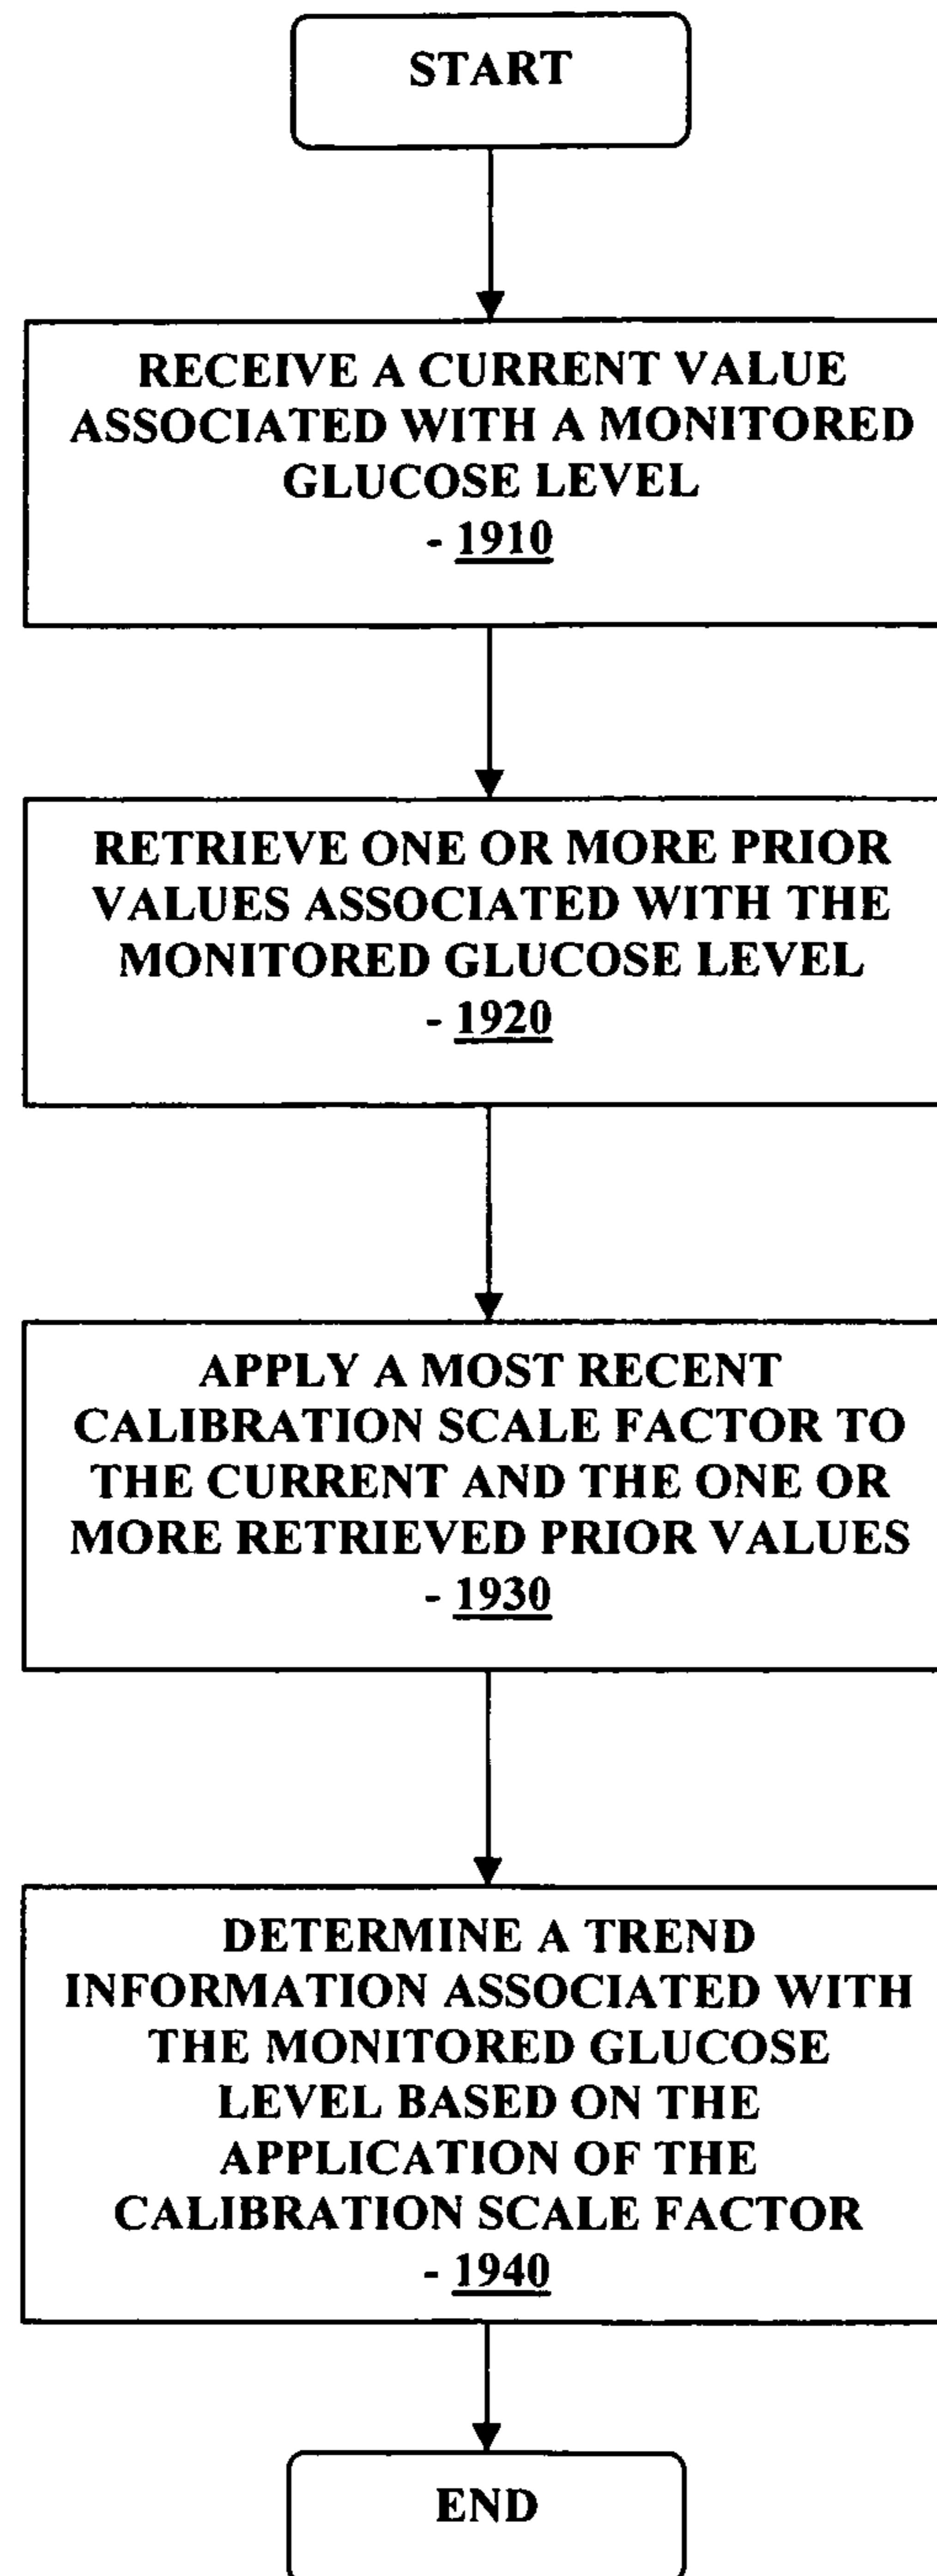 START
RECEIVE A CURRENT VALUE
ASSOCIATED WITH A MONITORED
GLUCOSE LEVEL
- 1910
RETRIEVE ONE OR MORE PRIOR
VALUES ASSOCIATED WITH THE
MONITORED GLUCOSE LEVEL
- 1920
APPLY A MOST RECENT
CALIBRATION SCALE FACTOR TO
THE CURRENT AND THE ONE OR
MORE RETRIEVED PRIOR VALUES
- 1930
DETERMINE A TREND
INFORMATION ASSOCIATED WITH
THE MONITORED GLUCOSE
LEVEL BASED ON THE
APPLICATION OF THE
CALIBRATION SCALE FACTOR
- 1940
END